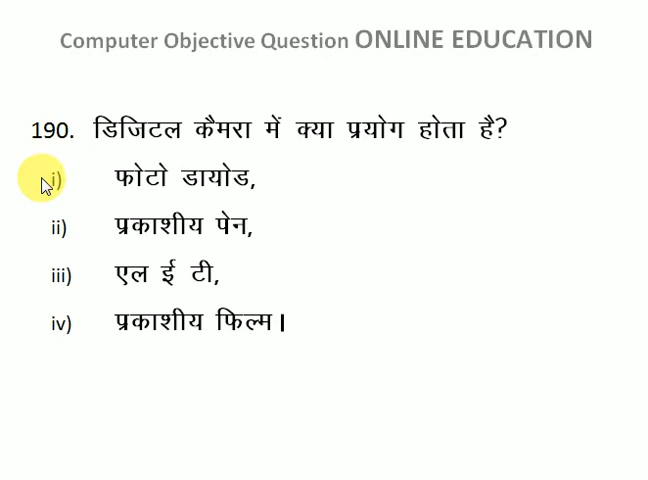 Computer Objective Question ONLINE EDUCATION
190. डिजिटल कैमरा में क्या प्रयोग होता है?
i) फोटो डायोड,
ii) प्रकाशीय पेन,
iii) एल ई टी,
iv) प्रकाशीय फिल्म।